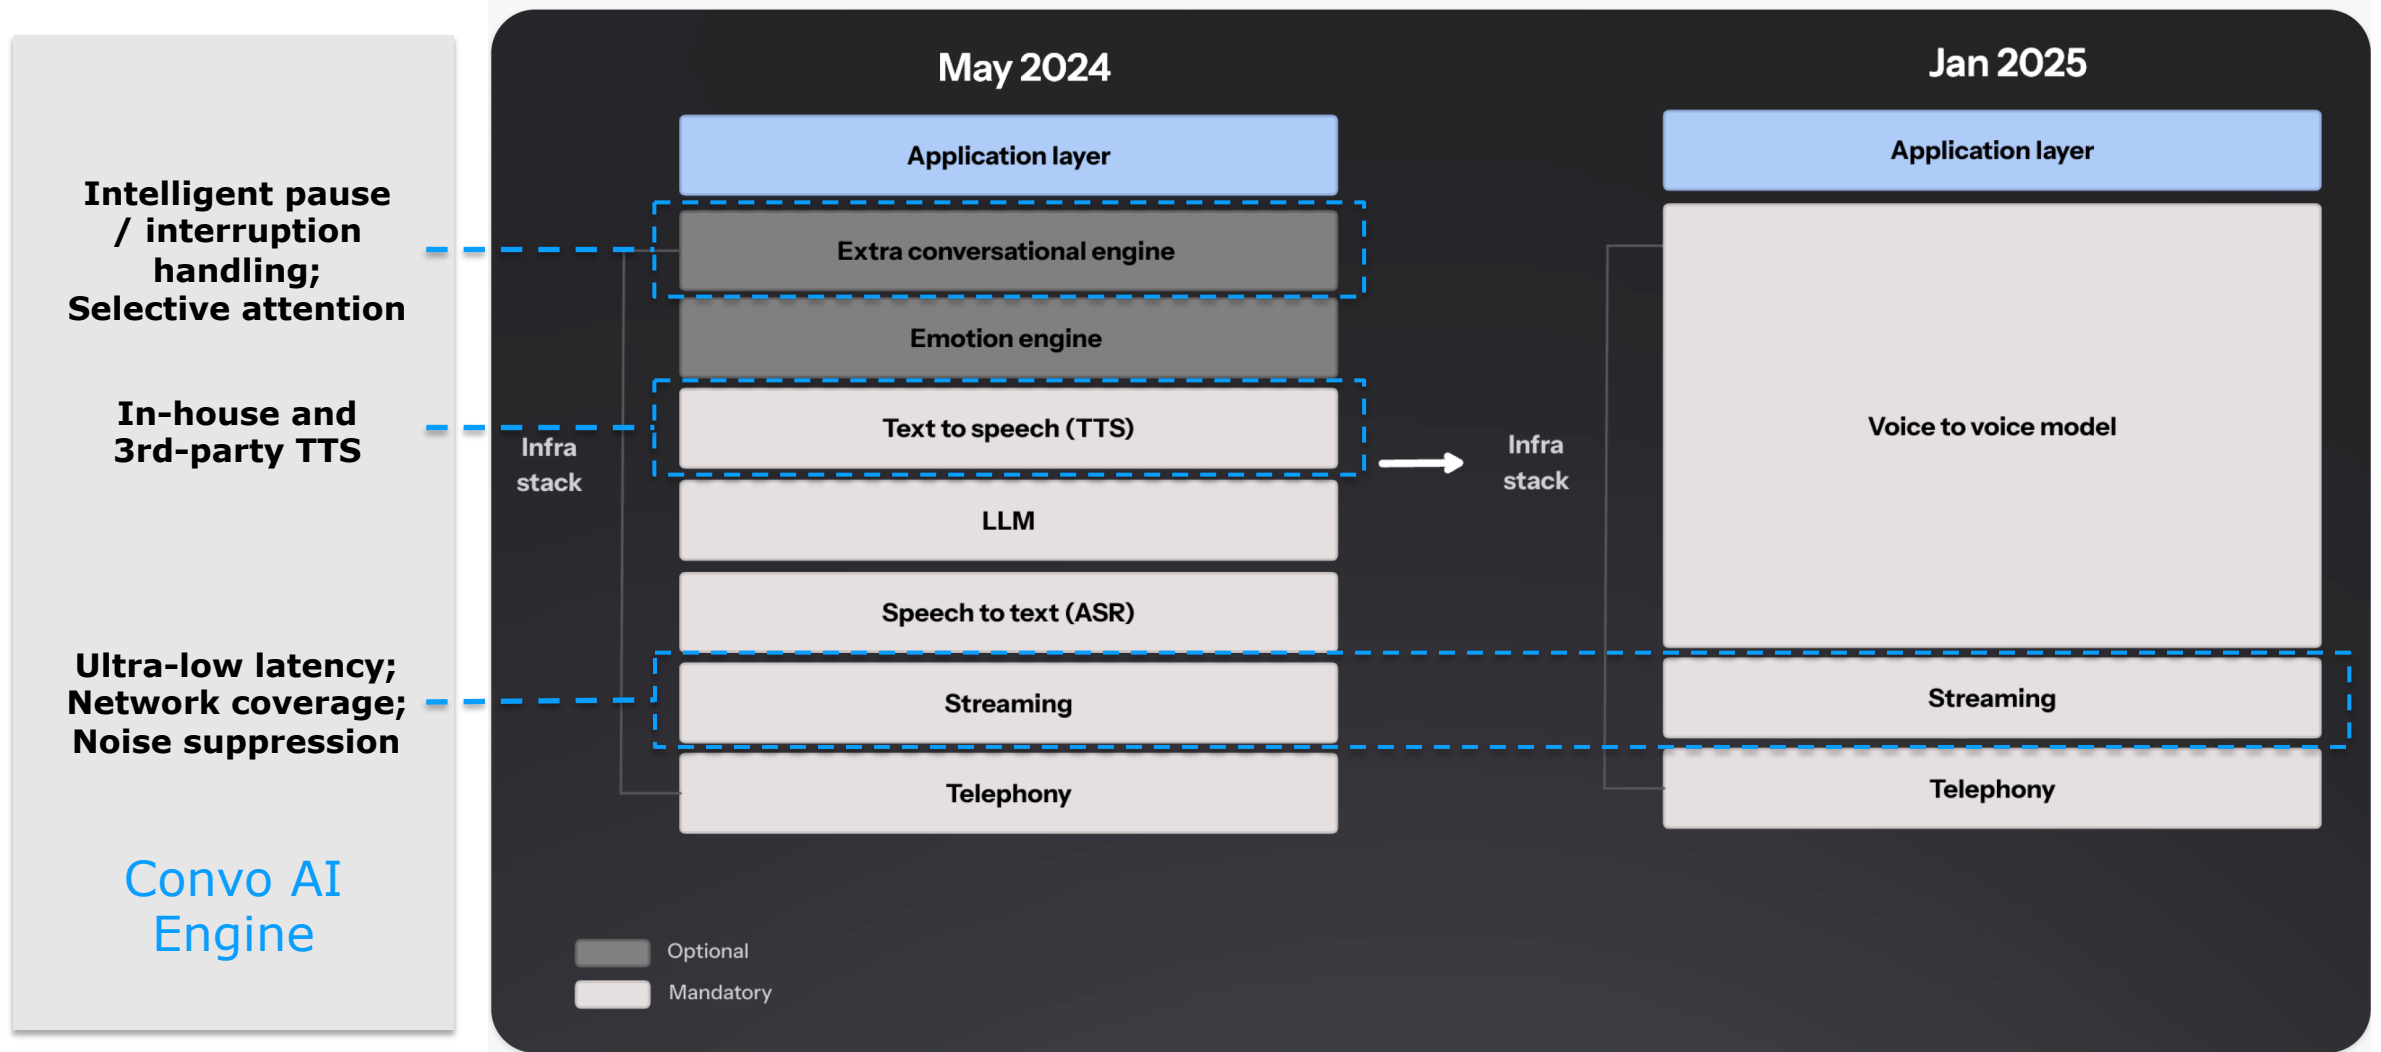 Intelligent pause
/ interruption
handling;
Selective attention
In-house and
3rd-party TTS
Ultra-low latency;
Network coverage;
Noise suppression
Convo AI
Engine
May 2024
Application layer
Extra conversational engine
Emotion engine
Text to speech (TTS)
LLM
Speech to text (ASR)
Streaming
Telephony
Infra
stack
Optional
Mandatory
Jan 2025
Application layer
Voice to voice model
Streaming
Telephony
Infra
stack